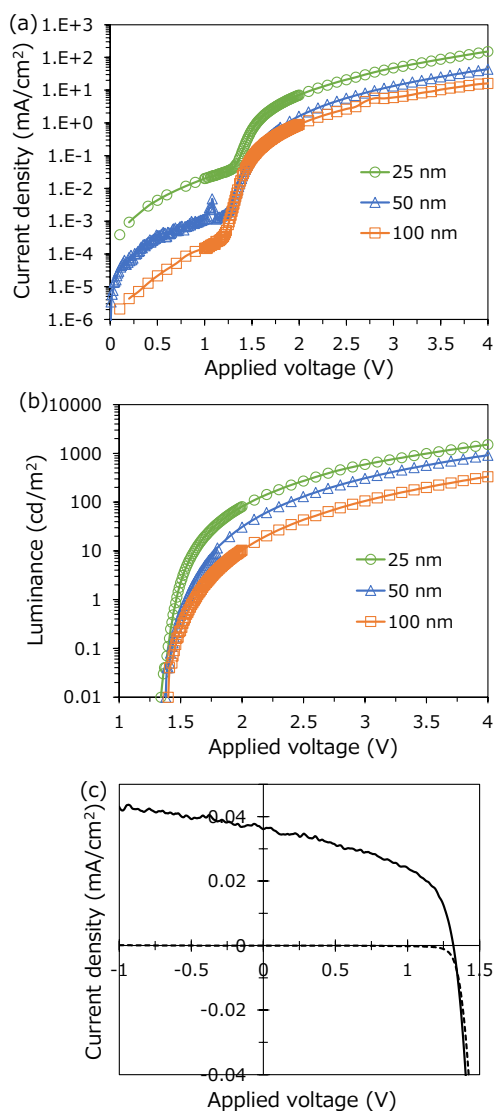 (a)
Current density (mA/cm2)
1.E+3
1.E+2
1.E+1
1.E+0
1.E-1
1.E-2
1.E-3
1.E-4
1.E-5
1.E-6
25 nm
50 nm
100 nm
0 0.5 1 1.5 2 2.5 3 3.5 4
Applied voltage (V)
(b)
Luminance (cd/m2)
10000
1000
100
10
1
0.1
0.01
25 nm
50 nm
100 nm
1 1.5 2 2.5 3 3.5 4
Applied voltage (V)
(c)
Current density (mA/cm2)
0.04
0.02
0
-0.02
-0.04
-1 -0.5 0 0.5 1 1.5
Applied voltage (V)